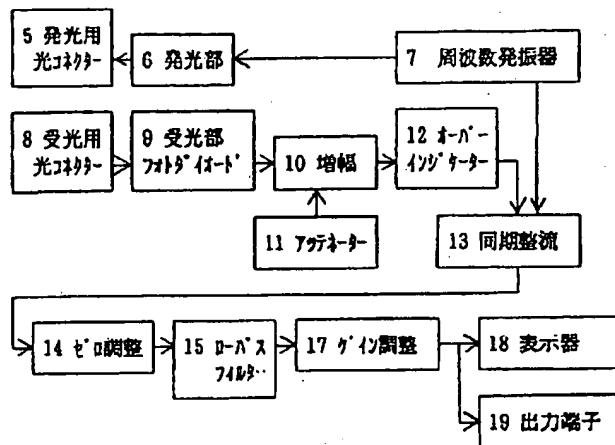 5 発光用
光コネクター
6 発光部
7 周波数発振器
8 受光用
光コネクター
9 受光部
フォトダイオード
10 増幅
12 オーバー
インジケーター
11 アッテネーター
13 同期整流
14 ゼロ調整
15 ローパス
フィルター
17 ゲイン調整
18 表示器
19 出力端子